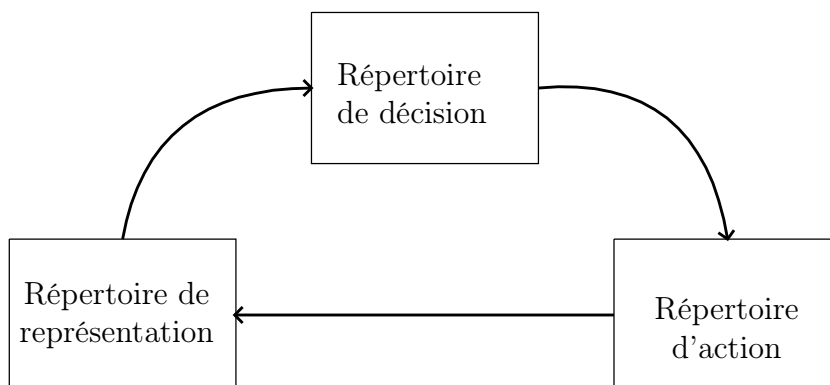 Répertoire
de décision
Répertoire de
représentation
Répertoire
d'action